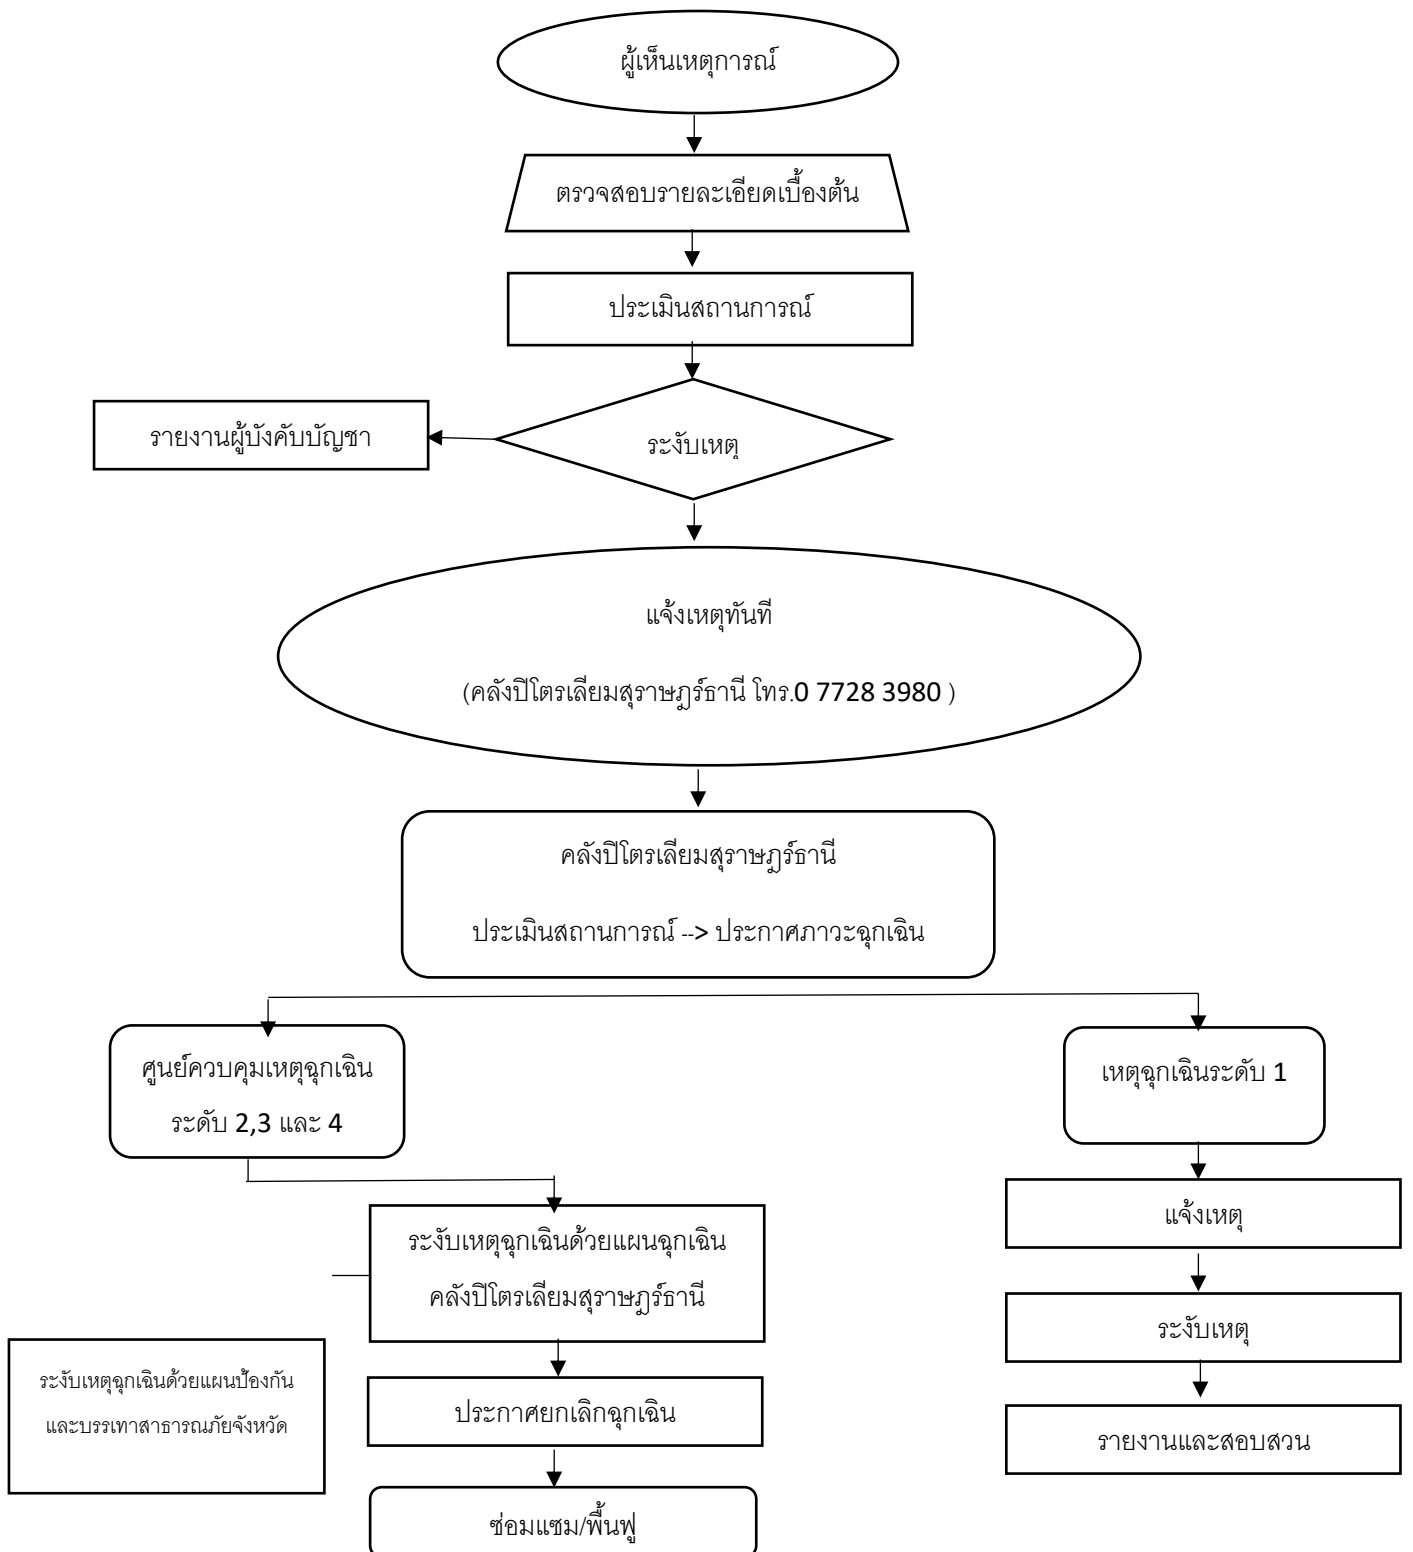 ผู้เห็นเหตุการณ์
ตรวจสอบรายละเอียดเบื้องต้น
ประเมินสถานการณ์
รายงานผู้บังคับบัญชา
ระงับเหตุ
แจ้งเหตุทันที
(คลังปิโตรเลียมสุราษฎร์ธานี โทร.0 7728 3980 )
คลังปิโตรเลียมสุราษฎร์ธานี
ประเมินสถานการณ์ --> ประกาศภาวะฉุกเฉิน
ศูนย์ควบคุมเหตุฉุกเฉิน
ระดับ 2,3 และ 4
เหตุฉุกเฉินระดับ 1
ระงับเหตุฉุกเฉินด้วยแผนฉุกเฉิน
คลังปิโตรเลียมสุราษฎร์ธานี
แจ้งเหตุ
ระงับเหตุ
ระงับเหตุฉุกเฉินด้วยแผนป้องกัน
และบรรเทาสาธารณภัยจังหวัด
ประกาศยกเลิกฉุกเฉิน
รายงานและสอบสวน
ซ่อมแซม/พื้นฟู